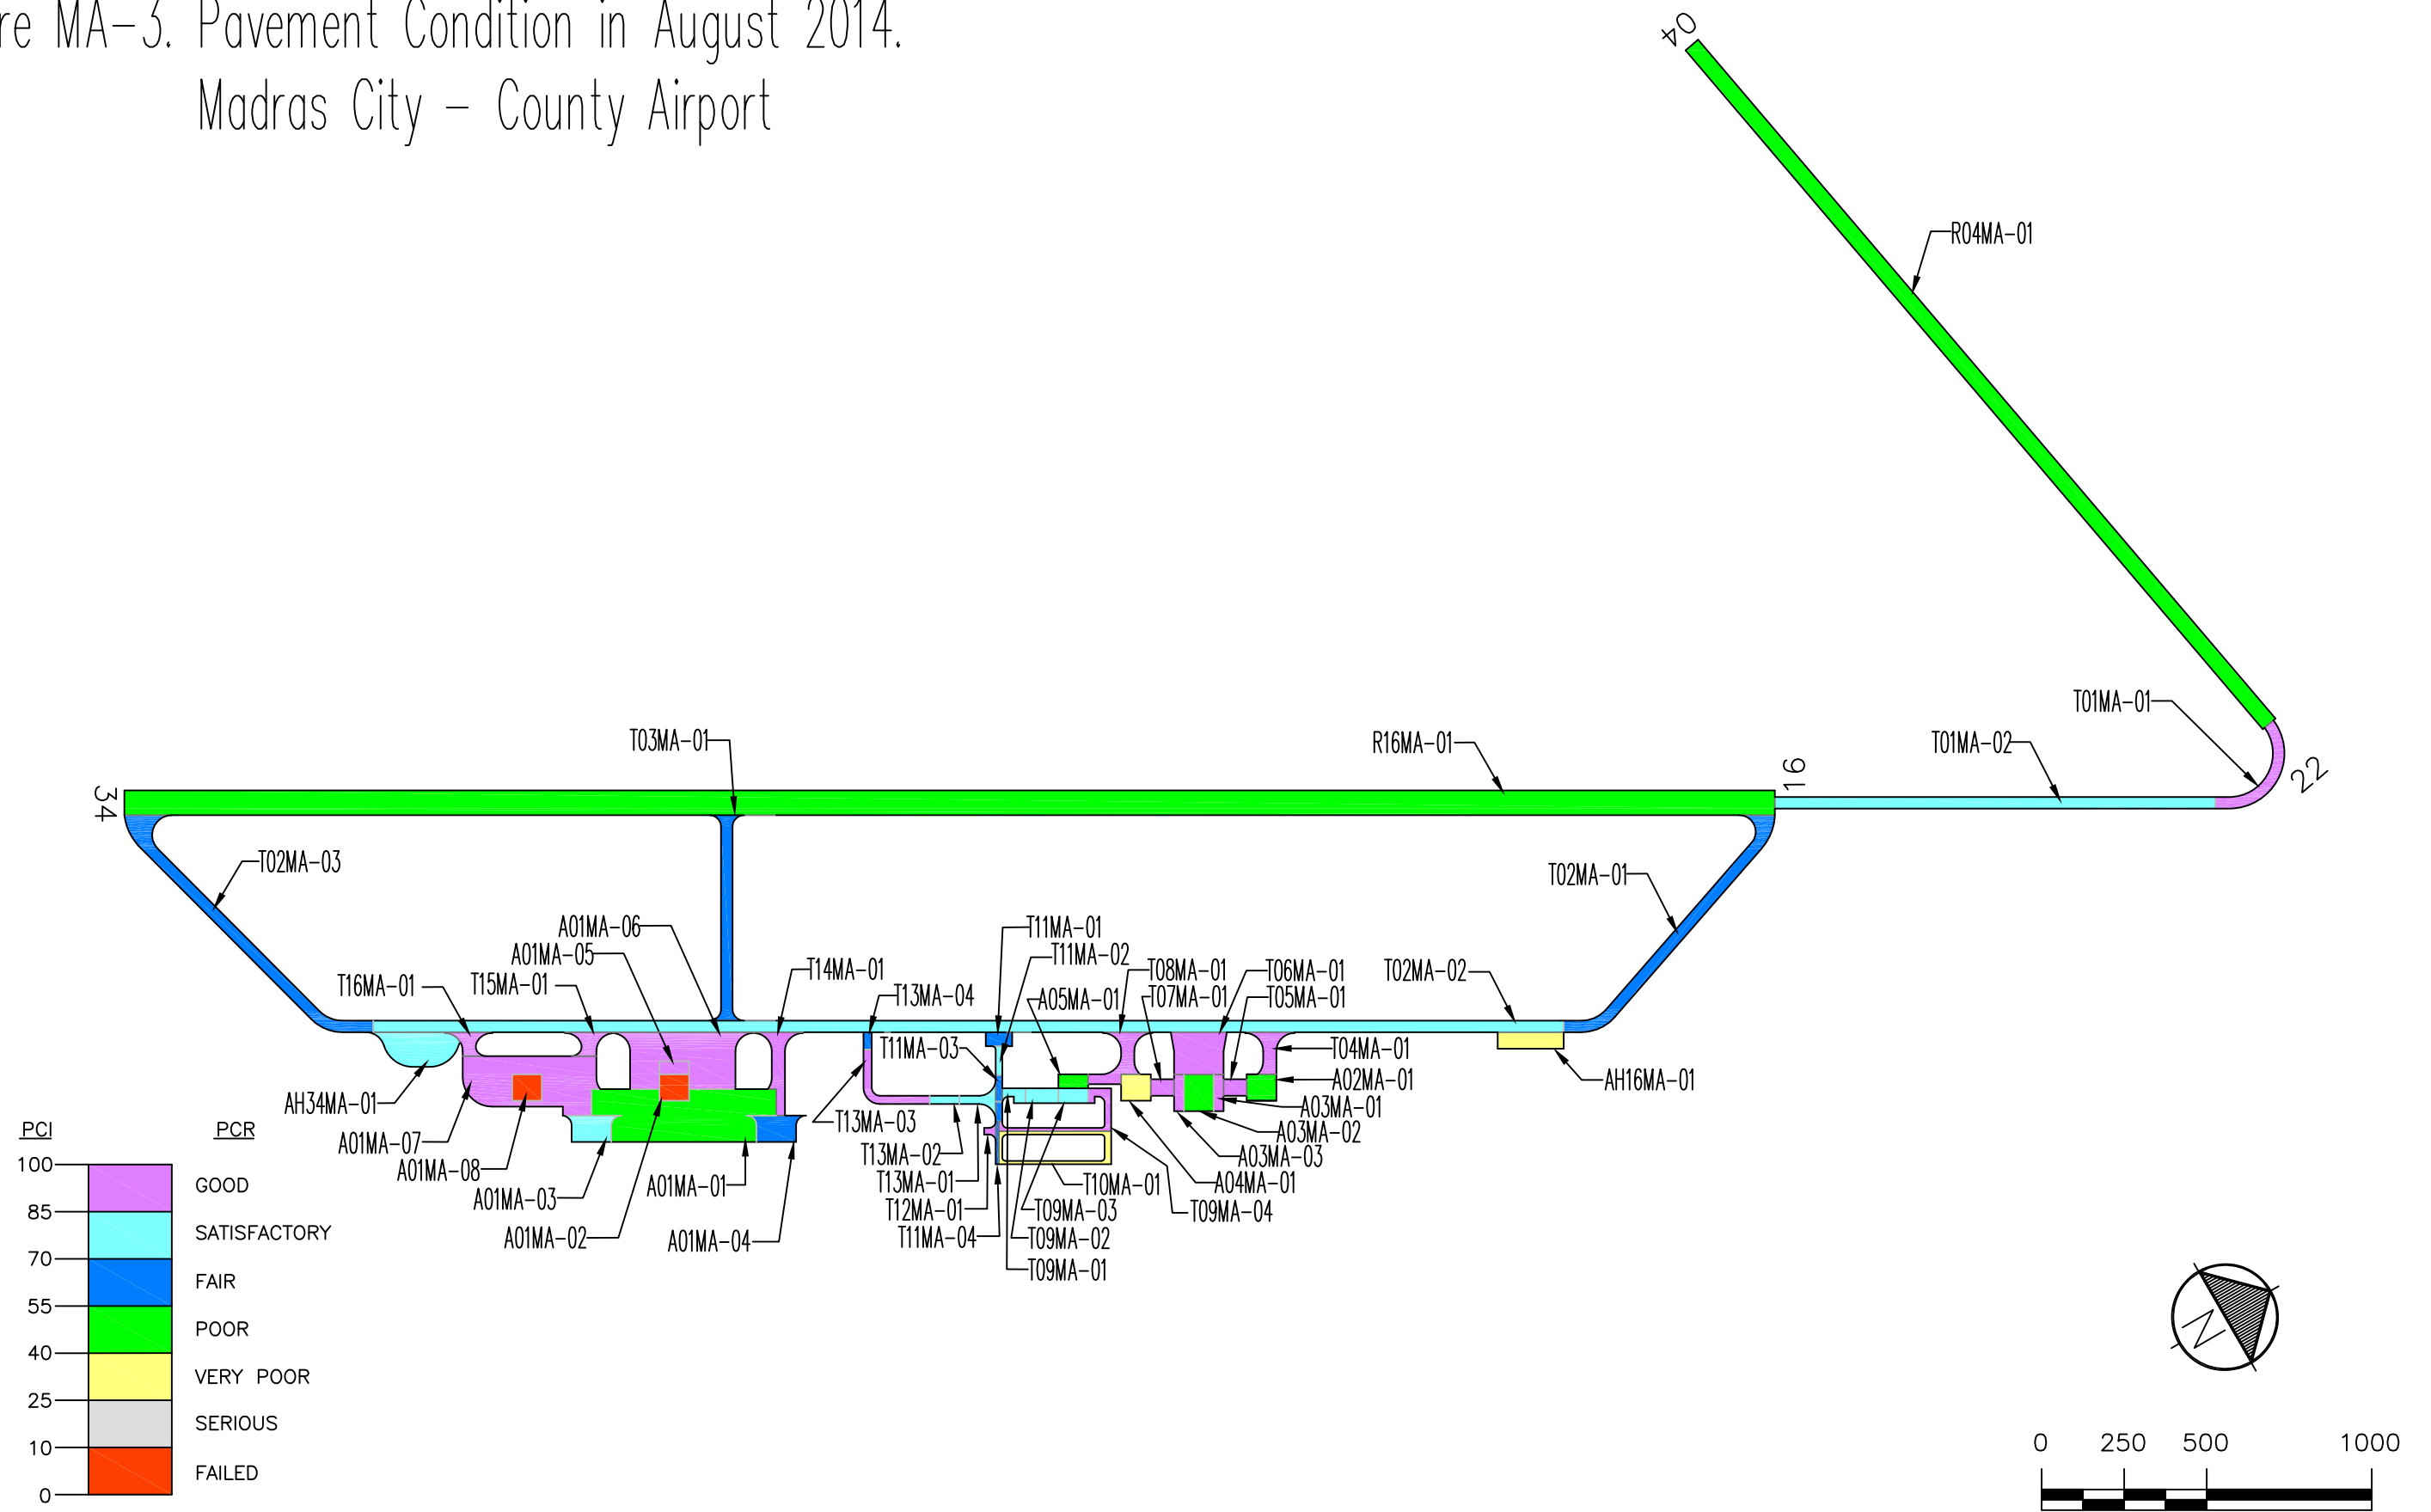 re MA-3. Pavement Condition in August 2014.
Madras City - County Airport
04
R04MA-01
T01MA-01
T01MA-02
22
T03MA-01
R16MA-01
16
34
T02MA-03
T02MA-01
A01MA-06
A01MA-05
T16MA-01
T15MA-01
T14MA-01
T13MA-04
T11MA-01
T11MA-02
A05MA-01
T08MA-01
T07MA-01
T06MA-01
T05MA-01
T02MA-02
T11MA-03
T04MA-01
A02MA-01
A03MA-01
A03MA-02
A03MA-03
A04MA-01
AH16MA-01
AH34MA-01
A01MA-07
A01MA-08
A01MA-03
A01MA-02
A01MA-01
A01MA-04
T13MA-03
T13MA-02
T13MA-01
T12MA-01
T11MA-04
T10MA-01
T09MA-03
T09MA-02
T09MA-01
T09MA-04
PCI PCR
100
GOOD
85
SATISFACTORY
70
FAIR
55
POOR
40
VERY POOR
25
SERIOUS
10
FAILED
0
N
0 250 500 1000